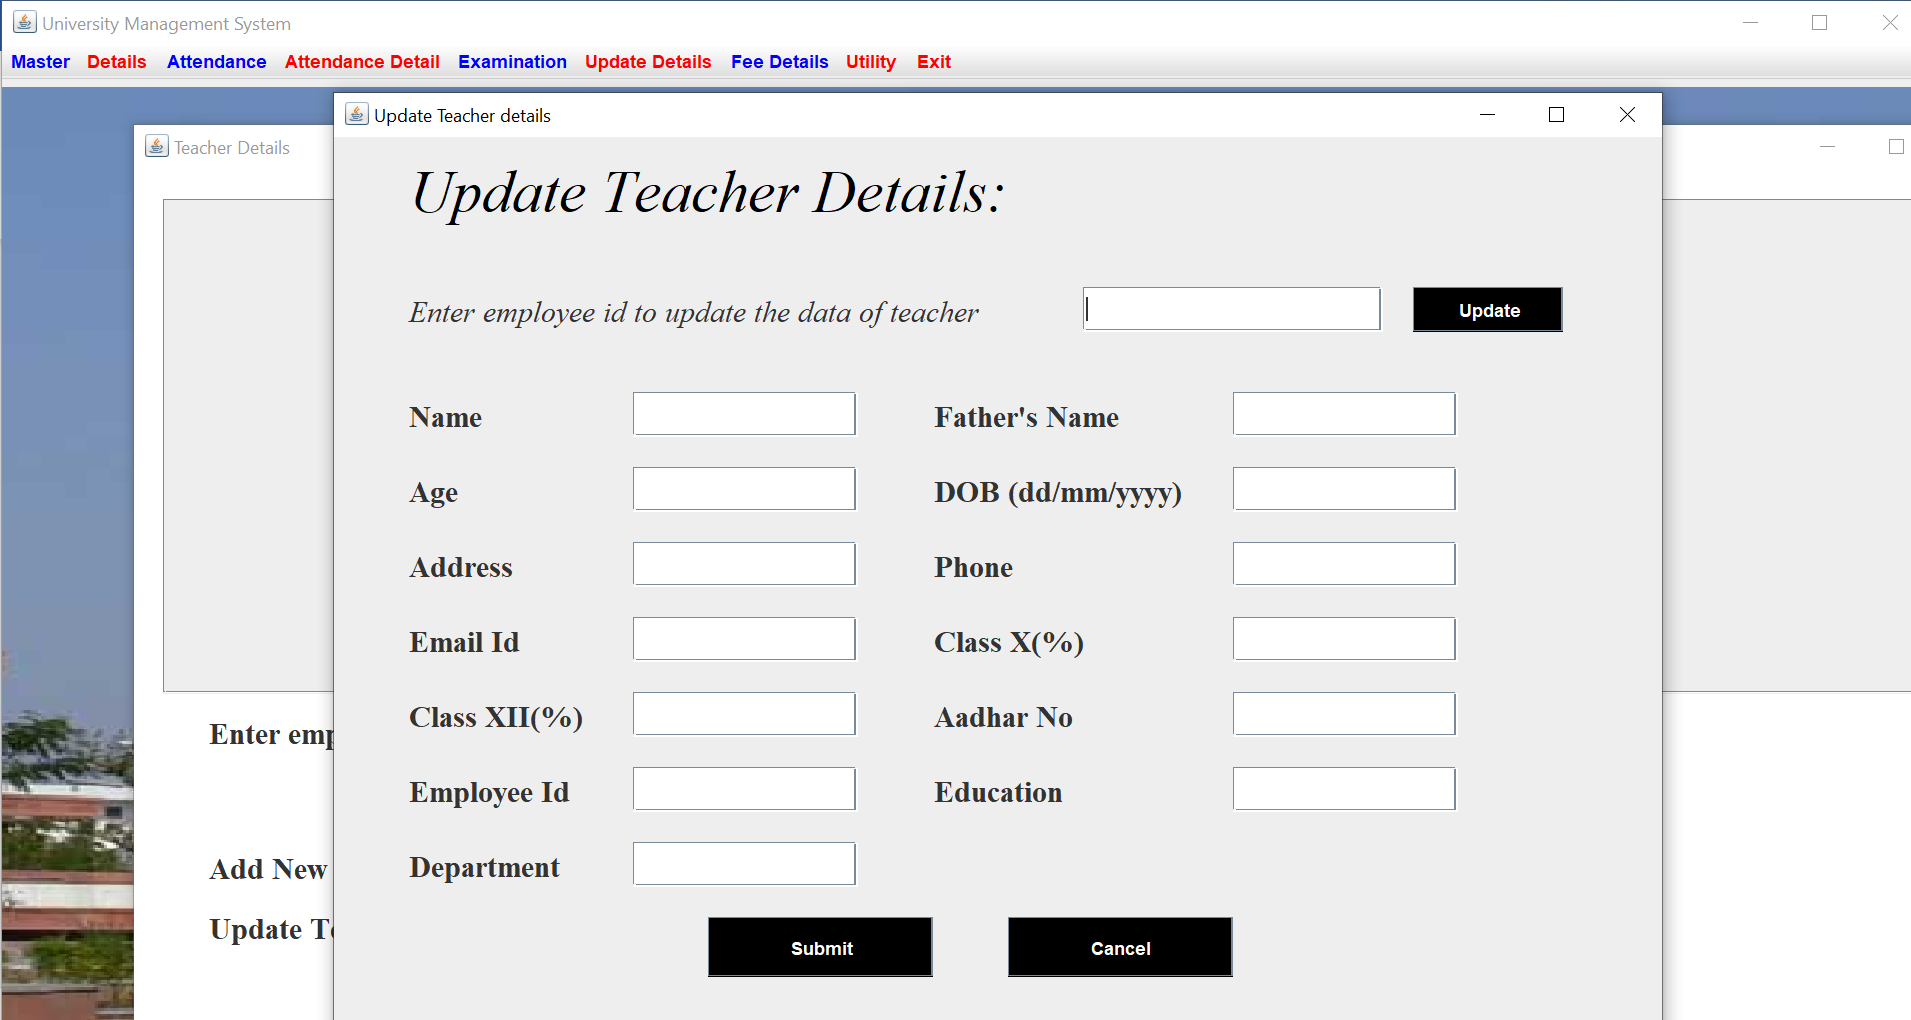 University Management System
Master Details Attendance Attendance Detail Examination Update Details Fee Details Utility Exit
Update Teacher details
Teacher Details
Update Teacher Details:
Enter employee id to update the data of teacher Update
Name Father's Name
Age DOB (dd/mm/yyyy)
Address Phone
Email Id Class X(%)
Class XII(%) Aadhar No
Employee Id Education
Department
Submit Cancel
Enter
Add New
Update